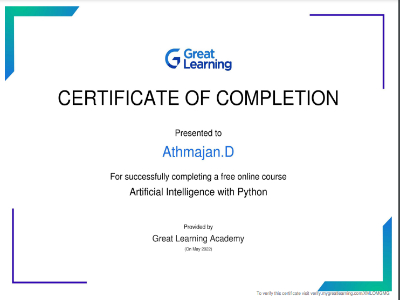 Great
Learning
CERTIFICATE OF COMPLETION
Presented to
Athmajan.D
For successfully completing a free online course
Artificial Intelligence with Python
Provided by
Great Learning Academy
(On May 2022)
To verify this certificate visit verify.mygreatlearning.com/